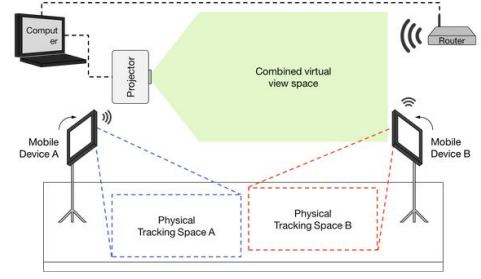 Comput
er
Projector
Combined virtual
view space
Router
Mobile
Device A
Mobile
Device B
Physical
Tracking Space A
Physical
Tracking Space B